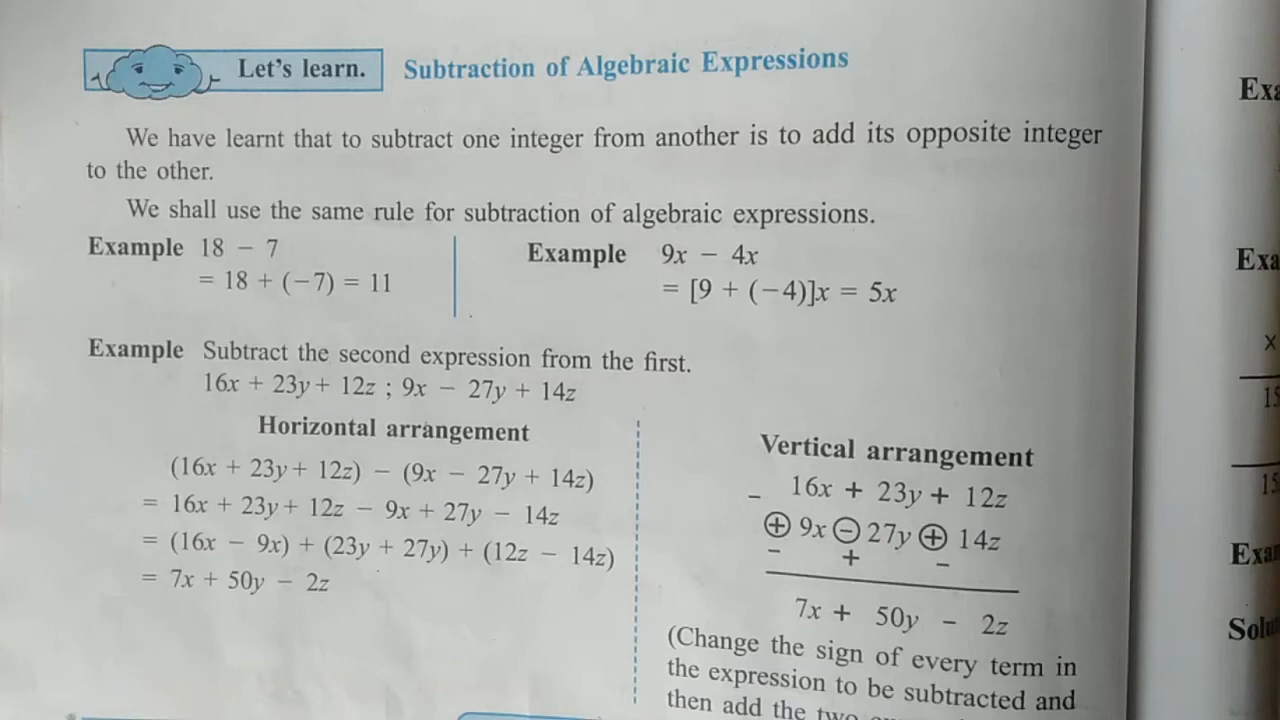 Let's learn. Subtraction of Algebraic Expressions
We have learnt that to subtract one integer from another is to add its opposite integer
to the other.
We shall use the same rule for subtraction of algebraic expressions.
Example 18 − 7
= 18 + (−7) = 11
Example 9x − 4x
= [9 + (−4)]x = 5x
Example Subtract the second expression from the first.
16x + 23y + 12z ; 9x − 27y + 14z
Horizontal arrangement
(16x + 23y + 12z) − (9x − 27y + 14z)
= 16x + 23y + 12z − 9x + 27y − 14z
= (16x − 9x) + (23y + 27y) + (12z − 14z)
= 7x + 50y − 2z
Vertical arrangement
− 16x + 23y + 12z
⊕ 9x ⊖ 27y ⊕ 14z
− + −
7x + 50y − 2z
(Change the sign of every term in
the expression to be subtracted and
then add the two
Exa
Exa
x
15
15
Exa
Solu